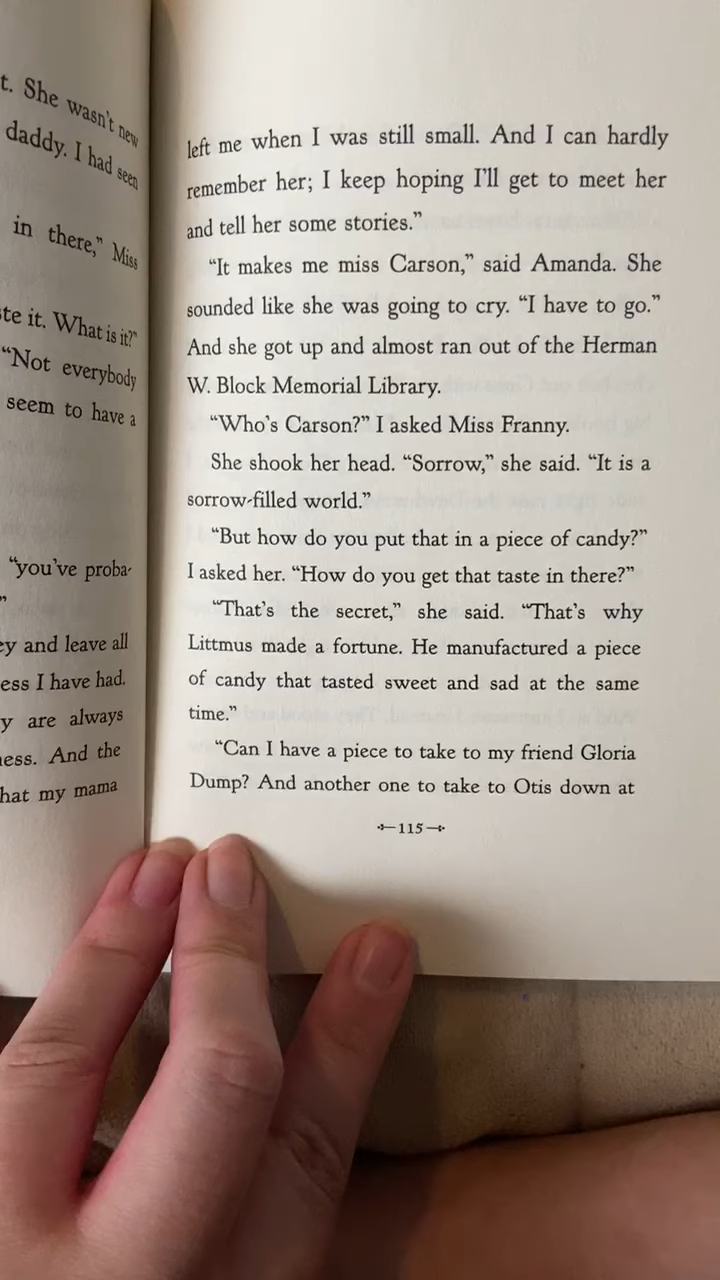 t. She wasn't new
daddy. I had seen
in there,” Miss
te it. What is it?”
“Not everybody
seem to have a
“you've proba-
”
ey and leave all
ess I have had.
y are always
ness. And the
hat my mama
left me when I was still small. And I can hardly
remember her; I keep hoping I'll get to meet her
and tell her some stories.”
“It makes me miss Carson,” said Amanda. She
sounded like she was going to cry. “I have to go.”
And she got up and almost ran out of the Herman
W. Block Memorial Library.
“Who's Carson?” I asked Miss Franny.
She shook her head. “Sorrow,” she said. “It is a
sorrow-filled world.”
“But how do you put that in a piece of candy?”
I asked her. “How do you get that taste in there?”
“That's the secret,” she said. “That's why
Littmus made a fortune. He manufactured a piece
of candy that tasted sweet and sad at the same
time.”
“Can I have a piece to take to my friend Gloria
Dump? And another one to take to Otis down at
115